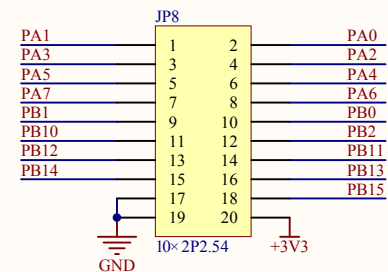 JP8
PA1 1 2 PA0
PA3 3 4 PA2
PA5 5 6 PA4
PA7 7 8 PA6
PB1 9 10 PB0
PB10 11 12 PB2
PB12 13 14 PB11
PB14 15 16 PB13
17 18 PB15
19 20
10×2P2.54 +3V3
GND